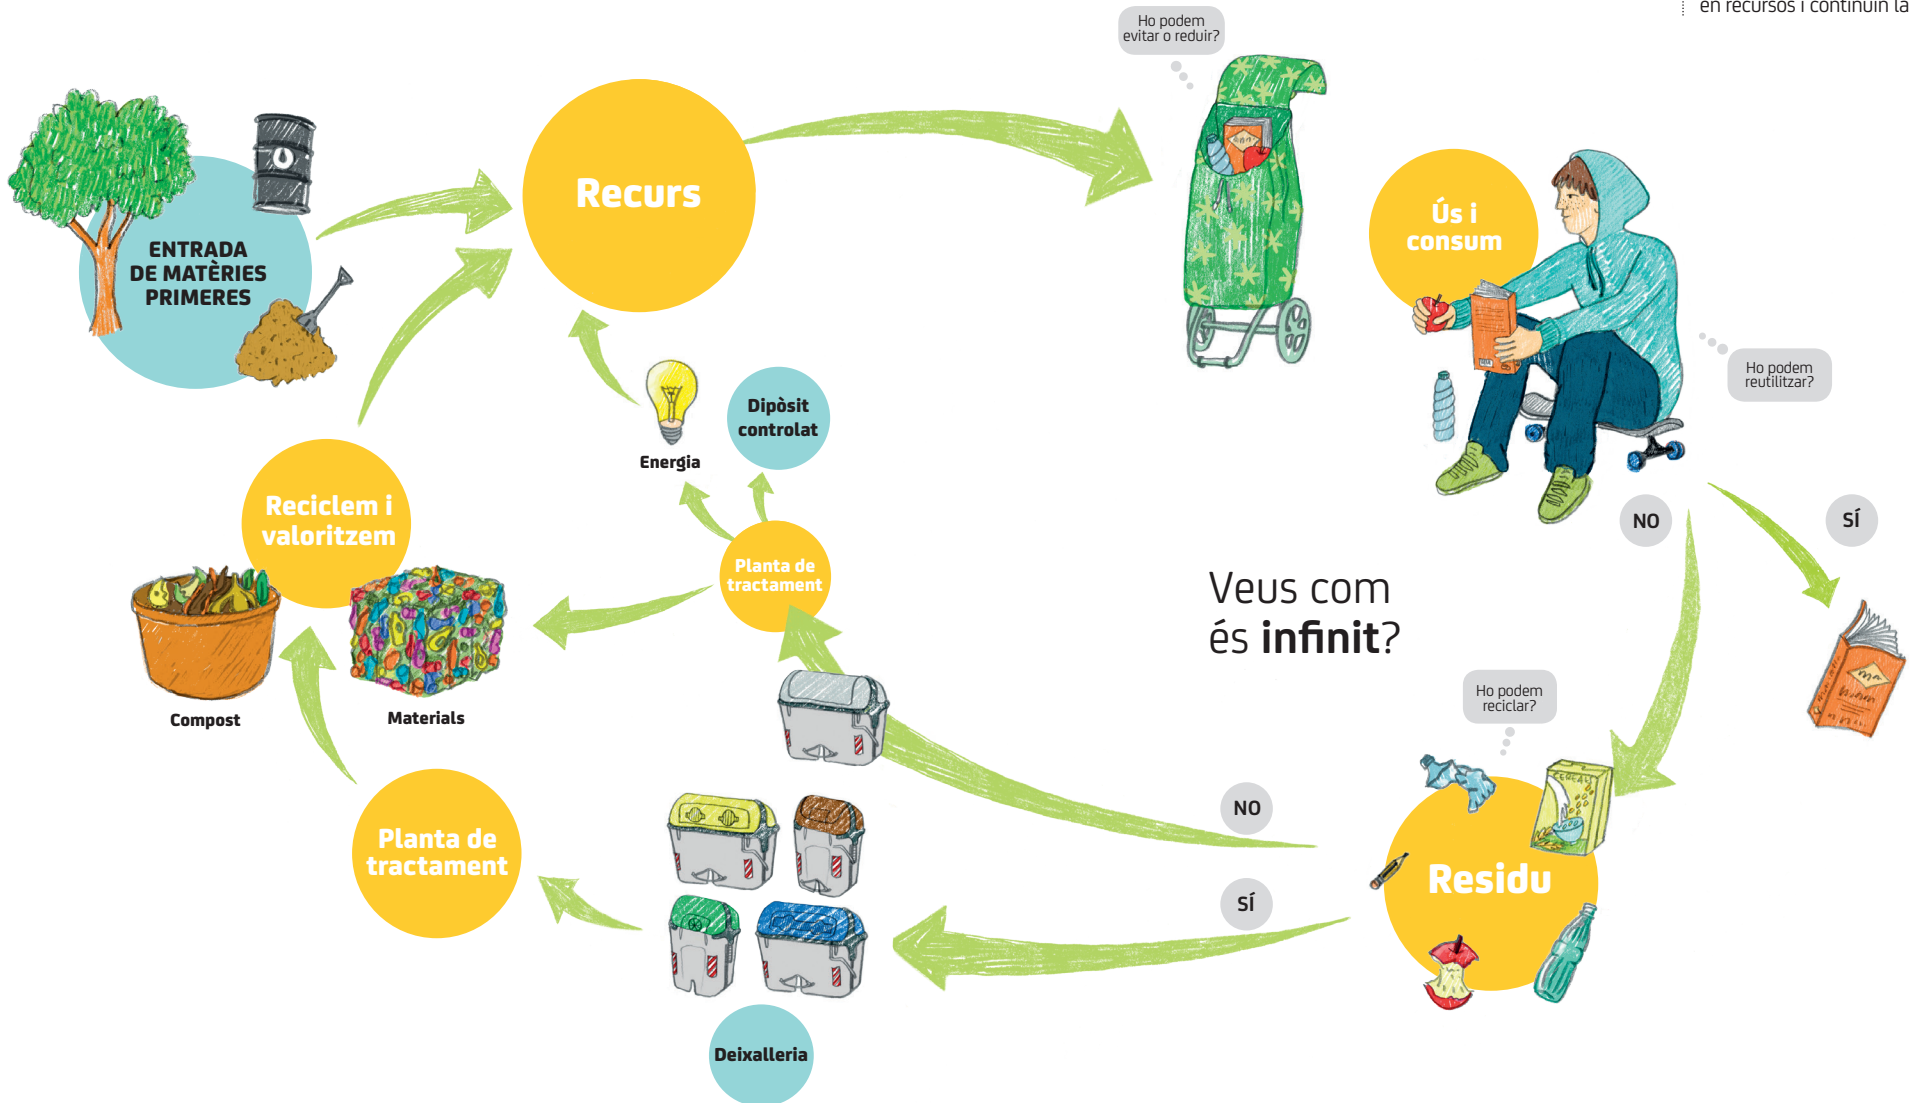 en recursos i continuïn la
Ho podem
evitar o reduir?
Recurs
ENTRADA
DE MATÈRIES
PRIMERES
Ús i
consum
Ho podem
reutilitzar?
Dipòsit
controlat
Energia
Reciclem i
valoritzem
NO
SÍ
Planta de
tractament
Veus com
és infinit?
Compost
Materials
Ho podem
reciclar?
CEREALS
NO
Planta de
tractament
Residu
SÍ
Deixalleria